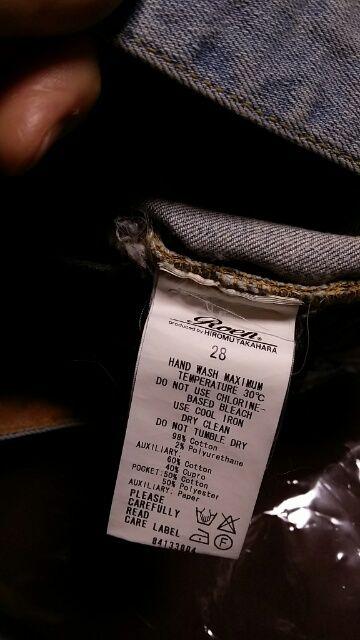 Roen.
produced by HIROMU TAKAHARA
28
HAND WASH MAXIMUM
TEMPERATURE 30°C
DO NOT USE CHLORINE-
BASED BLEACH
USE COOL IRON
DRY CLEAN
DO NOT TUMBLE DRY
98% Cotton
2% Polyurethane
AUXILIARY:
60% Cotton
40% Cupro
POCKET:50% Cotton
50% Polyester
AUXILIARY: Paper
PLEASE
CAREFULLY
READ
CARE LABEL
F
84133004